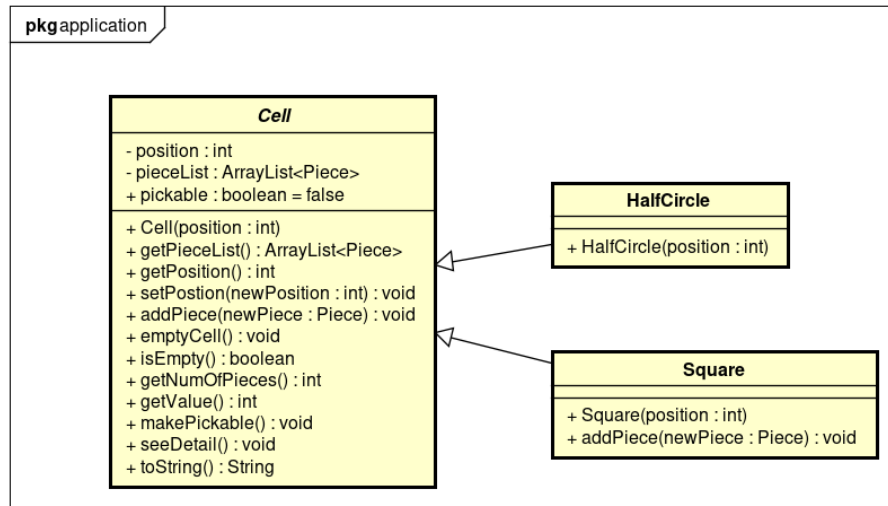 pkg application
Cell
- position : int
- pieceList : ArrayList<Piece>
+ pickable : boolean = false
+ Cell(position : int)
+ getPieceList() : ArrayList<Piece>
+ getPosition() : int
+ setPostion(newPosition : int) : void
+ addPiece(newPiece : Piece) : void
+ emptyCell() : void
+ isEmpty() : boolean
+ getNumOfPieces() : int
+ getValue() : int
+ makePickable() : void
+ seeDetail() : void
+ toString() : String
HalfCircle
+ HalfCircle(position : int)
Square
+ Square(position : int)
+ addPiece(newPiece : Piece) : void